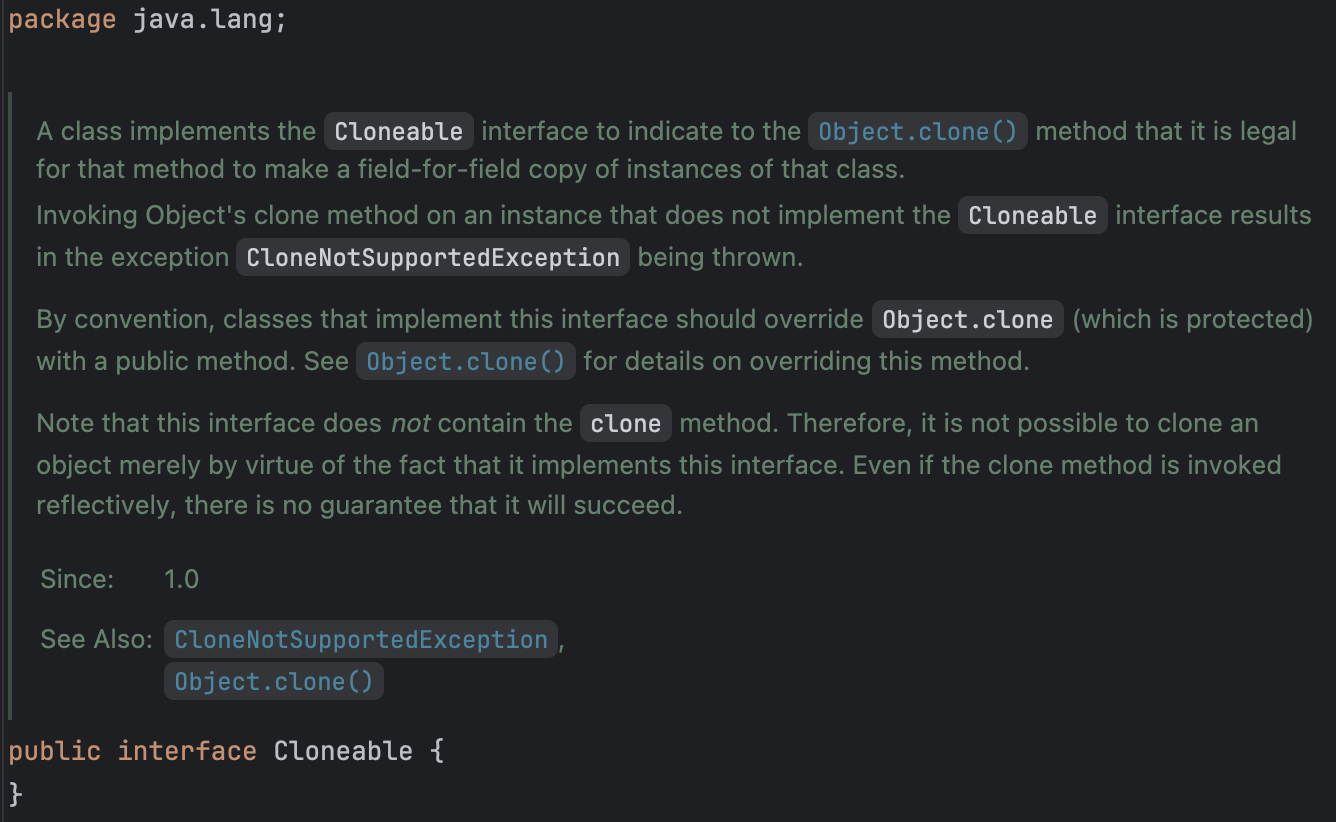 package java.lang;
A class implements the Cloneable interface to indicate to the Object.clone() method that it is legal
for that method to make a field-for-field copy of instances of that class.
Invoking Object's clone method on an instance that does not implement the Cloneable interface results
in the exception CloneNotSupportedException being thrown.
By convention, classes that implement this interface should override Object.clone (which is protected)
with a public method. See Object.clone() for details on overriding this method.
Note that this interface does not contain the clone method. Therefore, it is not possible to clone an
object merely by virtue of the fact that it implements this interface. Even if the clone method is invoked
reflectively, there is no guarantee that it will succeed.
Since: 1.0
See Also: CloneNotSupportedException,
Object.clone()
public interface Cloneable {
}